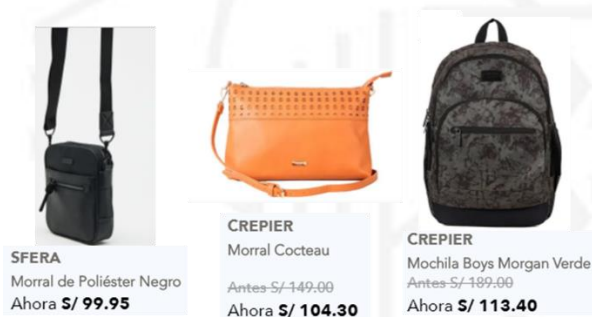 SFERA
Morral de Poliéster Negro
Ahora S/ 99.95
CREPIER
Morral Cocteau
Antes S/ 149.00
Ahora S/ 104.30
CREPIER
Mochila Boys Morgan Verde
Antes S/ 189.00
Ahora S/ 113.40